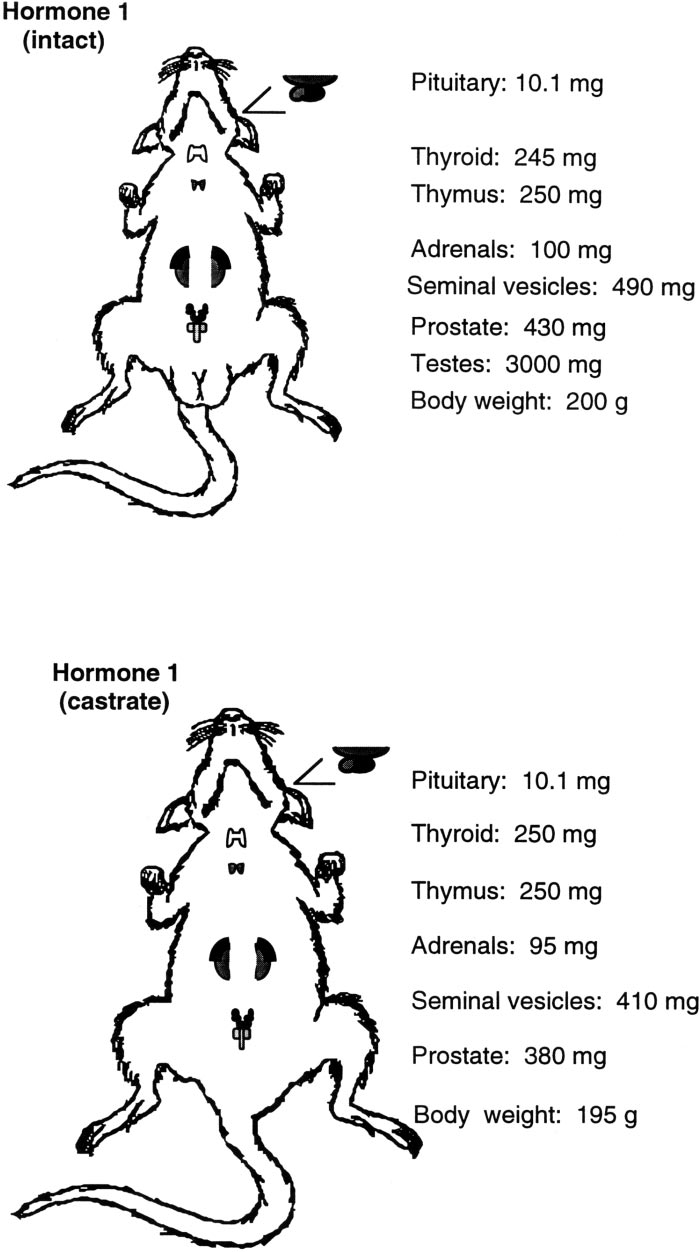 Hormone 1
(intact)
Pituitary: 10.1 mg
Thyroid: 245 mg
Thymus: 250 mg
Adrenals: 100 mg
Seminal vesicles: 490 mg
Prostate: 430 mg
Testes: 3000 mg
Body weight: 200 g
Hormone 1
(castrate)
Pituitary: 10.1 mg
Thyroid: 250 mg
Thymus: 250 mg
Adrenals: 95 mg
Seminal vesicles: 410 mg
Prostate: 380 mg
Body weight: 195 g